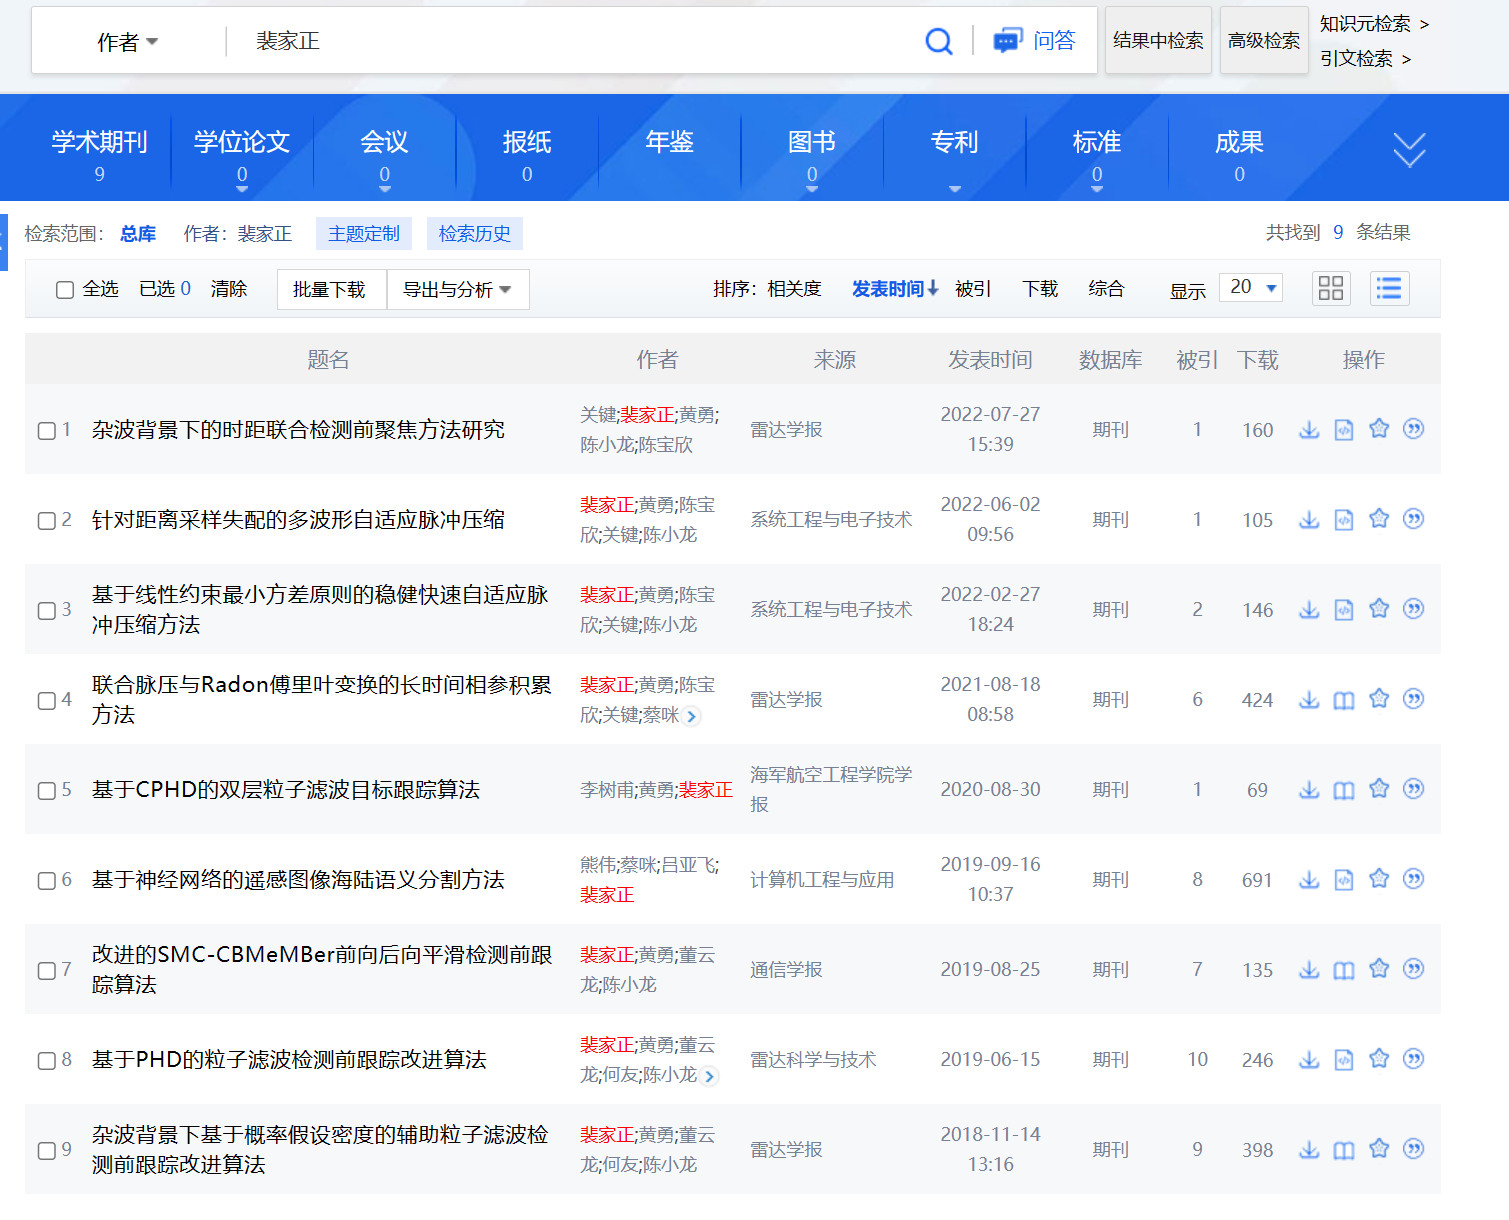 作者 裴家正 问答 结果中检索 高级检索 知识元检索 >
引文检索 >
学术期刊 学位论文 会议 报纸 年鉴 图书 专利 标准 成果
9 0 0 0 0 0 0
检索范围： 总库 作者：裴家正 主题定制 检索历史 共找到 9 条结果
全选 已选 0 清除 批量下载 导出与分析 排序： 相关度 发表时间↓ 被引 下载 综合 显示 20
题名 作者 来源 发表时间 数据库 被引 下载 操作
1 杂波背景下的时距联合检测前聚焦方法研究 关键;裴家正;黄勇;
陈小龙;陈宝欣 雷达学报 2022-07-27
15:39 期刊 1 160
2 针对距离采样失配的多波形自适应脉冲压缩 裴家正;黄勇;陈宝
欣;关键;陈小龙 系统工程与电子技术 2022-06-02
09:56 期刊 1 105
3 基于线性约束最小方差原则的稳健快速自适应脉
冲压缩方法 裴家正;黄勇;陈宝
欣;关键;陈小龙 系统工程与电子技术 2022-02-27
18:24 期刊 2 146
4 联合脉压与Radon傅里叶变换的长时间相参积累
方法 裴家正;黄勇;陈宝
欣;关键;蔡咪 雷达学报 2021-08-18
08:58 期刊 6 424
5 基于CPHD的双层粒子滤波目标跟踪算法 李树甫;黄勇;裴家正 海军航空工程学院学
报 2020-08-30 期刊 1 69
6 基于神经网络的遥感图像海陆语义分割方法 熊伟;蔡咪;吕亚飞;
裴家正 计算机工程与应用 2019-09-16
10:37 期刊 8 691
7 改进的SMC-CBMeMBer前向后向平滑检测前跟
踪算法 裴家正;黄勇;董云
龙;陈小龙 通信学报 2019-08-25 期刊 7 135
8 基于PHD的粒子滤波检测前跟踪改进算法 裴家正;黄勇;董云
龙;何友;陈小龙 雷达科学与技术 2019-06-15 期刊 10 246
9 杂波背景下基于概率假设密度的辅助粒子滤波检
测前跟踪改进算法 裴家正;黄勇;董云
龙;何友;陈小龙 雷达学报 2018-11-14
13:16 期刊 9 398